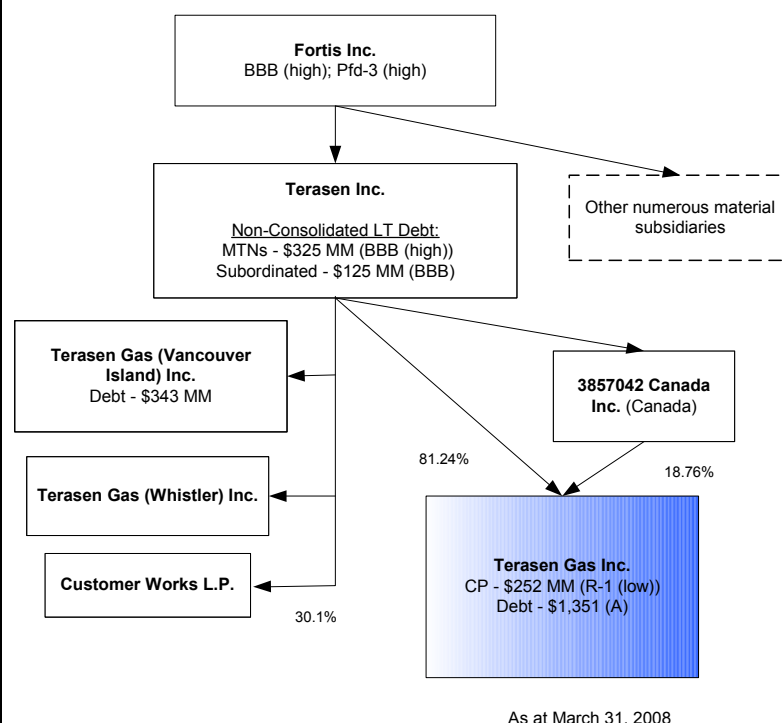 Fortis Inc.
BBB (high); Pfd-3 (high)
Terasen Inc.
Non-Consolidated LT Debt:
MTNs - $325 MM (BBB (high))
Subordinated - $125 MM (BBB)
Other numerous material
subsidiaries
Terasen Gas (Vancouver
Island) Inc.
Debt - $343 MM
3857042 Canada
Inc. (Canada)
81.24%
18.76%
Terasen Gas (Whistler) Inc.
Customer Works L.P.
30.1%
Terasen Gas Inc.
CP - $252 MM (R-1 (low))
Debt - $1,351 (A)
As at March 31, 2008